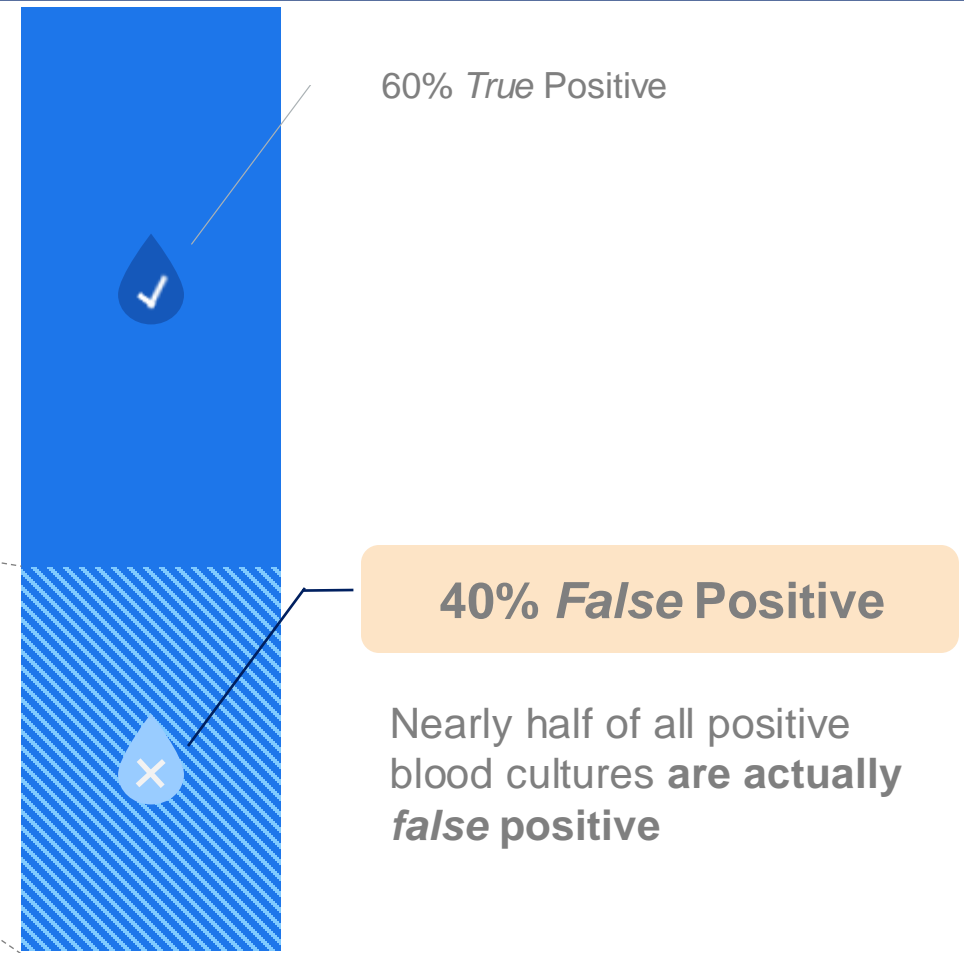 60% True Positive
40% False Positive
Nearly half of all positive
blood cultures are actually
false positive